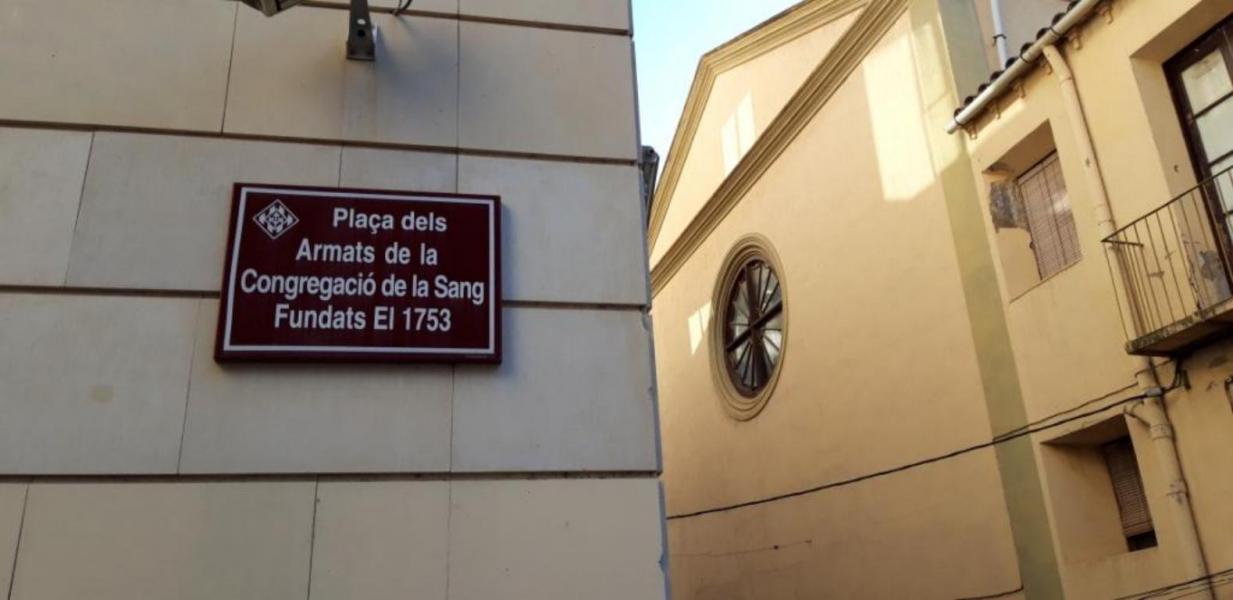 Plaça dels
Armats de la
Congregació de la Sang
Fundats El 1753